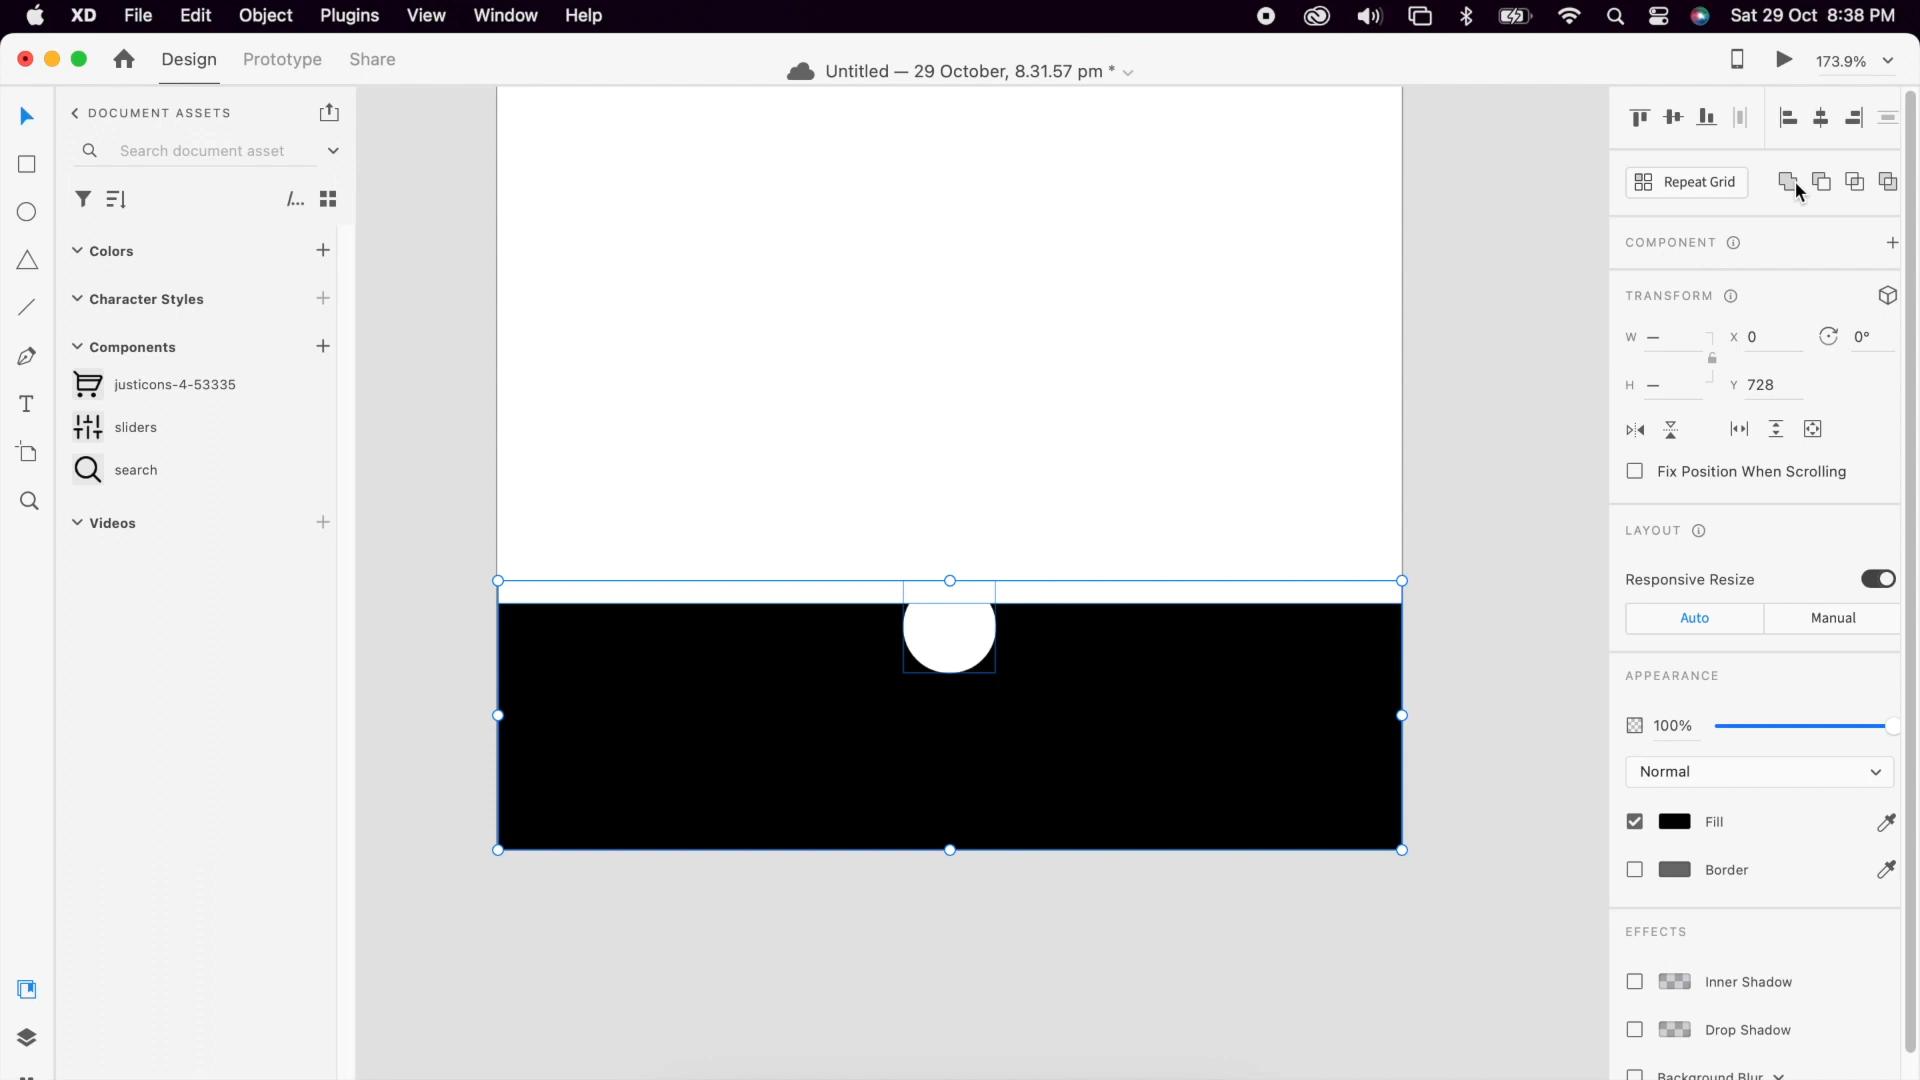 XD File Edit Object Plugins View Window Help Sat 29 Oct 8:38 PM
Design Prototype Share Untitled — 29 October, 8.31.57 pm * 173.9%
DOCUMENT ASSETS
Search document asset
/...
Colors
Character Styles
Components
justicons-4-53335
sliders
search
Videos
T
Repeat Grid
COMPONENT
TRANSFORM
W — X 0 0°
H — Y 728
Fix Position When Scrolling
LAYOUT
Responsive Resize
Auto Manual
APPEARANCE
100%
Normal
Fill
Border
EFFECTS
Inner Shadow
Drop Shadow
Background Blur